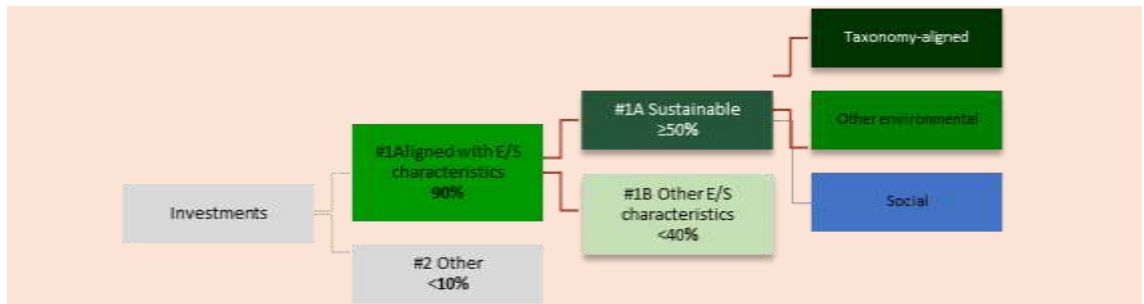 Taxonomy-aligned
#1A Sustainable
≥50%
Other environmental
#1Aligned with E/S
characteristics
90%
#1B Other E/S
characteristics
<40%
Social
Investments
#2 Other
<10%